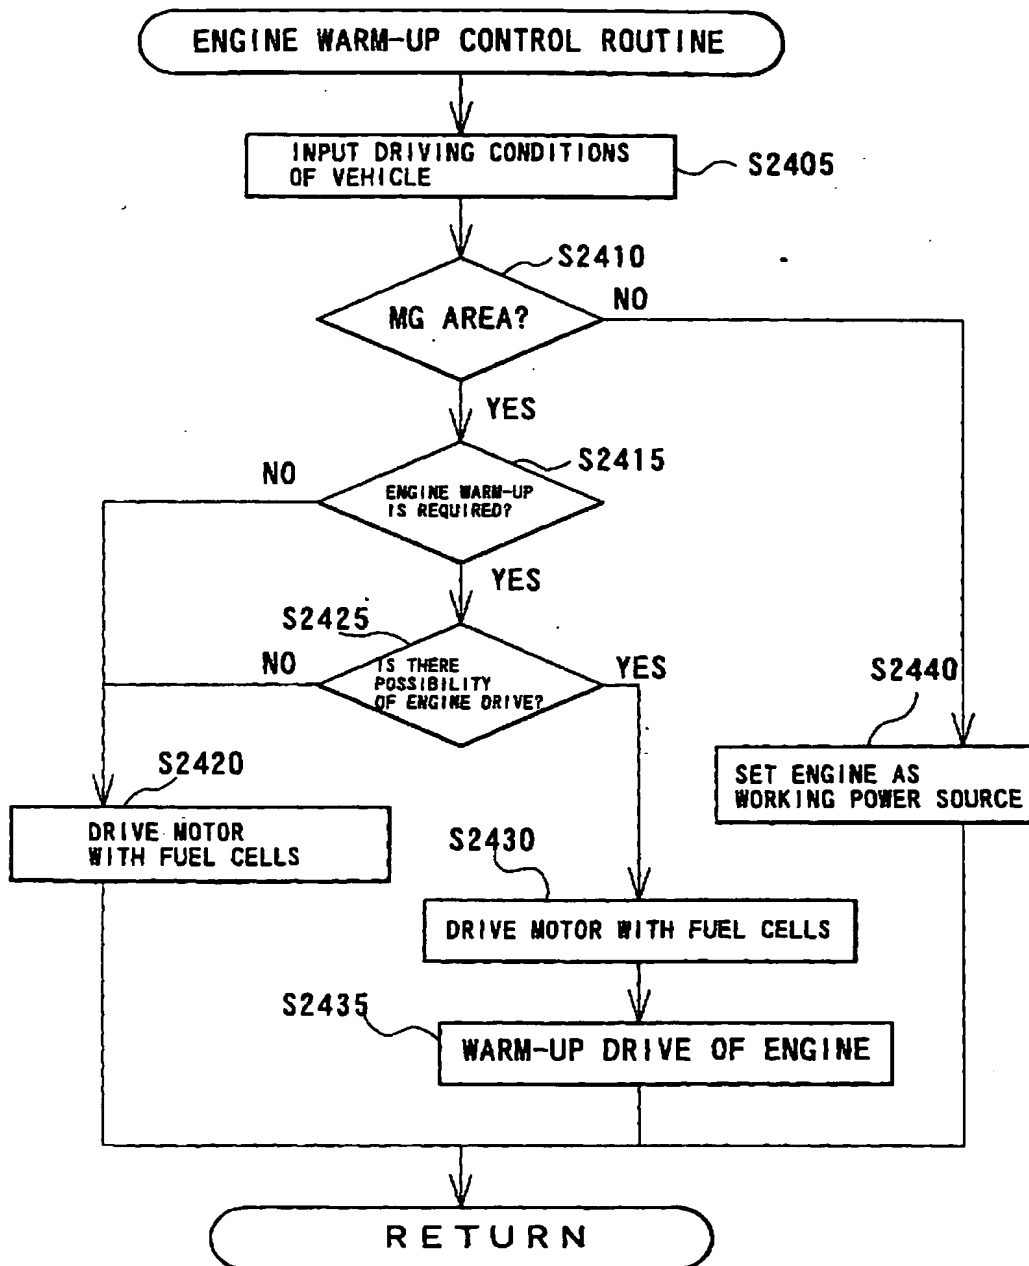 ENGINE WARM-UP CONTROL ROUTINE
INPUT DRIVING CONDITIONS
OF VEHICLE
S2405
S2410
MG AREA?
NO
YES
S2415
NO
ENGINE WARM-UP
IS REQUIRED?
YES
S2425
NO
IS THERE
POSSIBILITY
OF ENGINE DRIVE?
YES
S2440
SET ENGINE AS
WORKING POWER SOURCE
S2420
DRIVE MOTOR
WITH FUEL CELLS
S2430
DRIVE MOTOR WITH FUEL CELLS
S2435
WARM-UP DRIVE OF ENGINE
RETURN